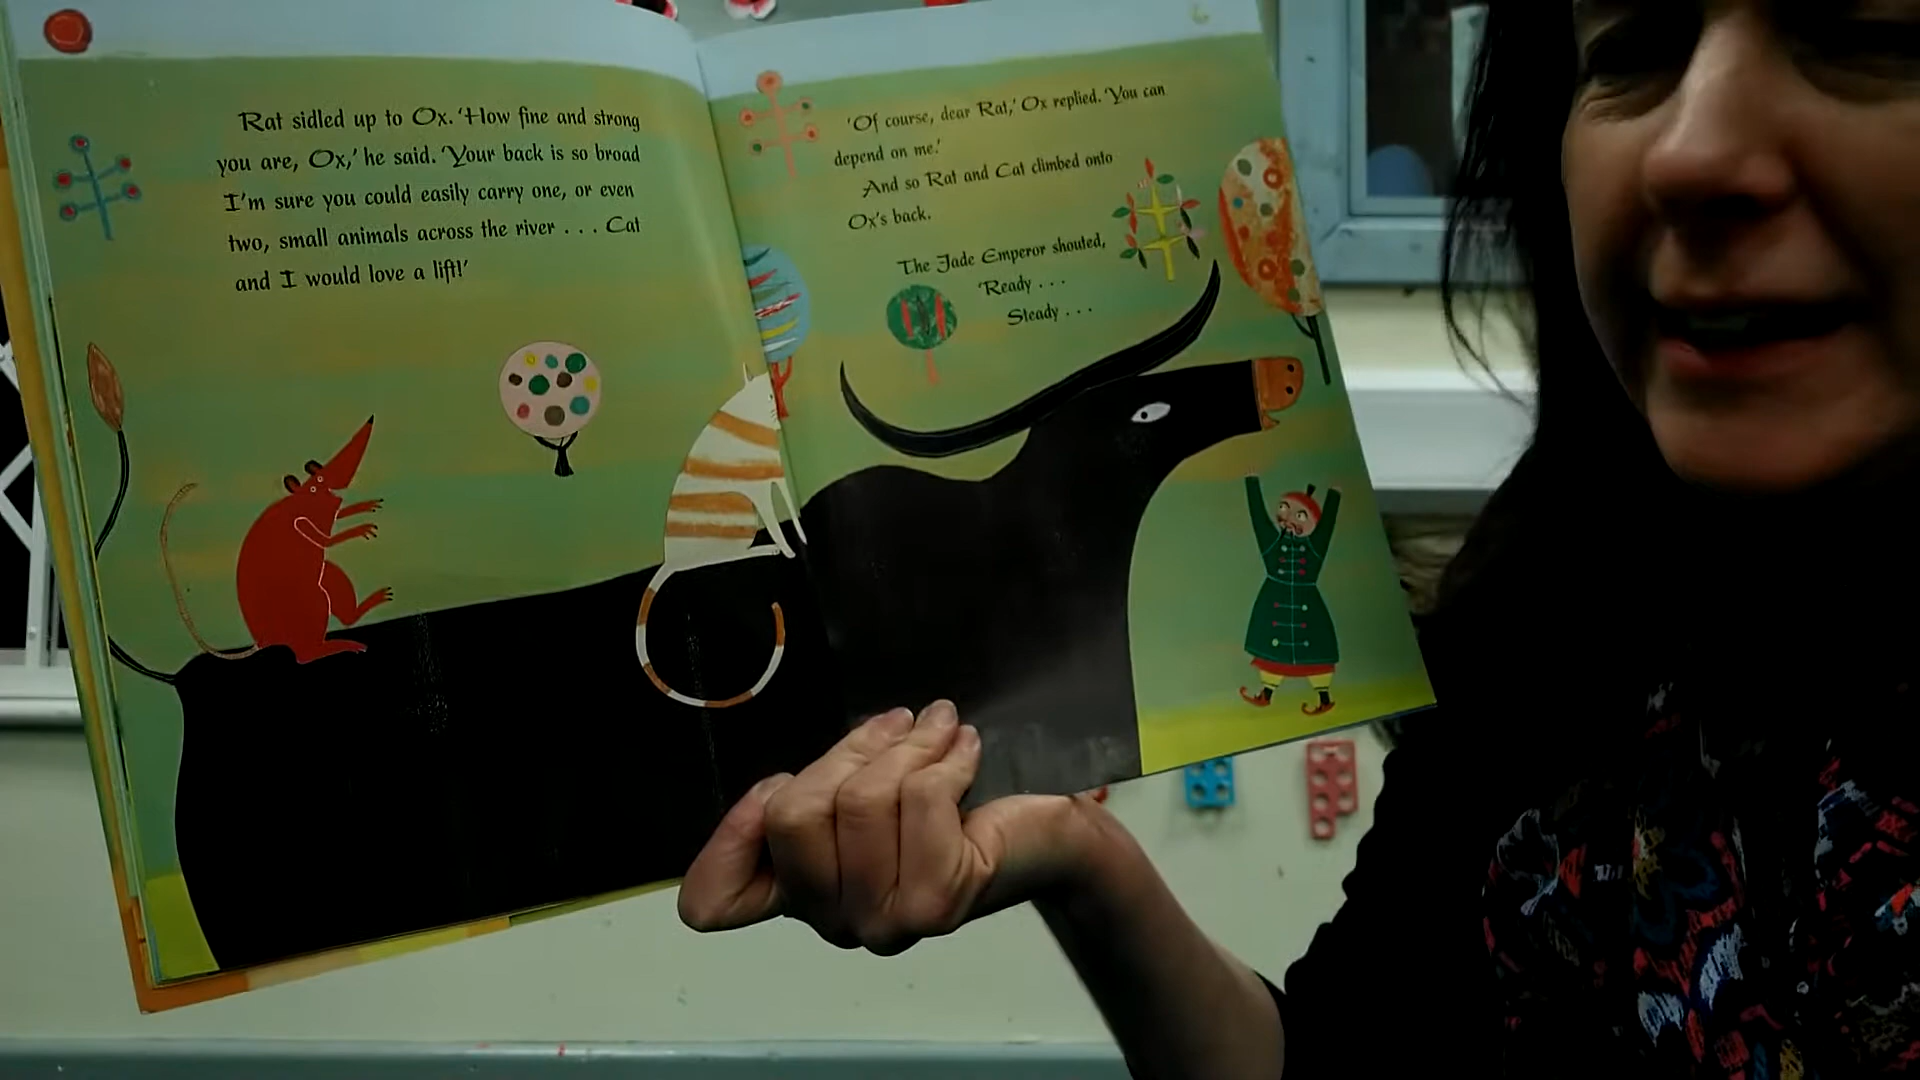 Rat sidled up to Ox. 'How fine and strong
you are, Ox,' he said. 'Your back is so broad
I'm sure you could easily carry one, or even
two, small animals across the river . . . Cat
and I would love a lift!'
'Of course, dear Rat,' Ox replied. 'You can
depend on me.'
And so Rat and Cat climbed onto
Ox's back.
The Jade Emperor shouted,
'Ready . . .
Steady . . .